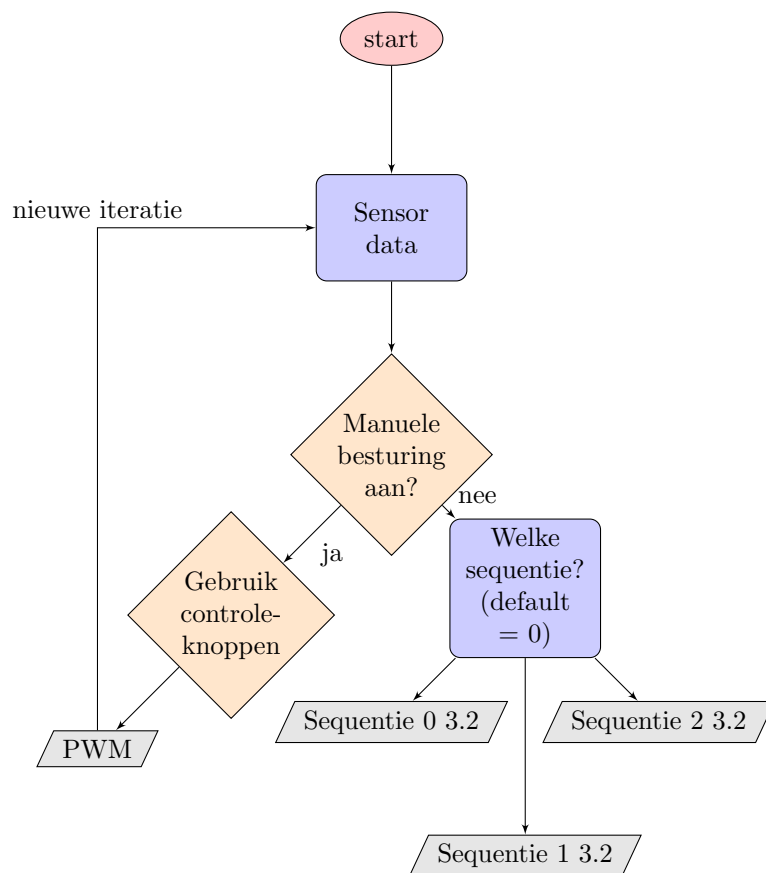 start
Sensor
data
nieuwe iteratie
Manuele
besturing
aan?
nee
ja
Welke
sequentie?
(default
= 0)
Gebruik
controle-
knoppen
Sequentie 0 3.2
Sequentie 2 3.2
PWM
Sequentie 1 3.2